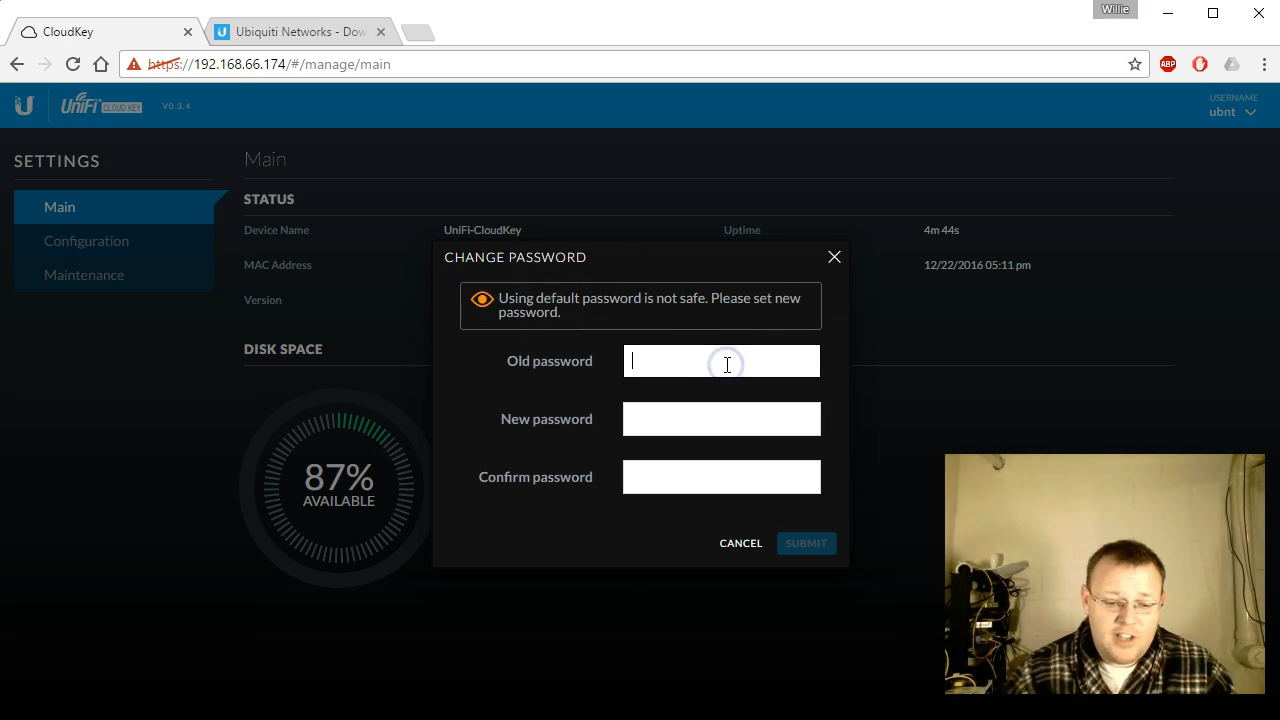 Willie
CloudKey
Ubiquiti Networks - Dow
https://192.168.66.174/#/manage/main
ABP
U UniFi CLOUD KEY V0.3.4
USERNAME
ubnt
SETTINGS
Main
Configuration
Maintenance
Main
STATUS
Device Name UniFi-CloudKey Uptime 4m 44s
MAC Address 12/22/2016 05:11 pm
Version
DISK SPACE
87%
AVAILABLE
CHANGE PASSWORD
Using default password is not safe. Please set new
password.
Old password
New password
Confirm password
CANCEL SUBMIT